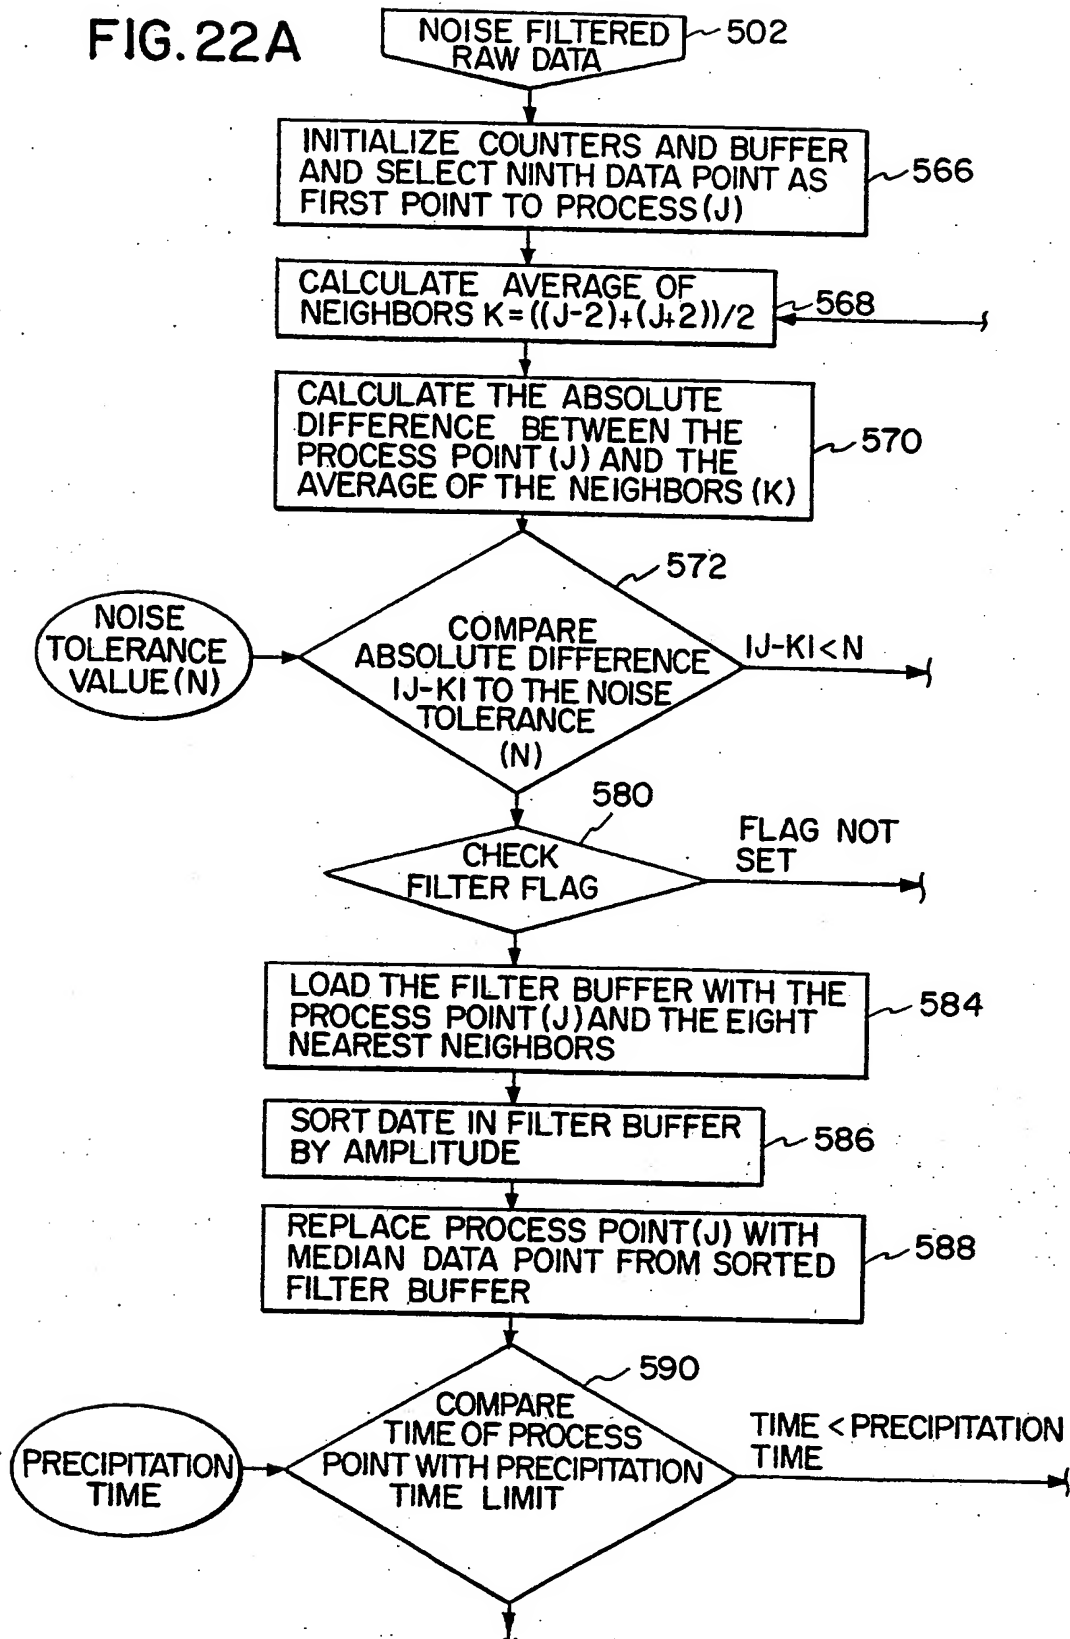 FIG. 22A
NOISE FILTERED
RAW DATA
502
INITIALIZE COUNTERS AND BUFFER
AND SELECT NINTH DATA POINT AS
FIRST POINT TO PROCESS (J)
566
CALCULATE AVERAGE OF
NEIGHBORS K=((J-2)+(J+2))/2
568
CALCULATE THE ABSOLUTE
DIFFERENCE BETWEEN THE
PROCESS POINT (J) AND THE
AVERAGE OF THE NEIGHBORS (K)
570
572
NOISE
TOLERANCE
VALUE (N)
COMPARE
ABSOLUTE DIFFERENCE
IJ-KI TO THE NOISE
TOLERANCE
(N)
IJ-KI<N
580
CHECK
FILTER FLAG
FLAG NOT
SET
LOAD THE FILTER BUFFER WITH THE
PROCESS POINT (J) AND THE EIGHT
NEAREST NEIGHBORS
584
SORT DATE IN FILTER BUFFER
BY AMPLITUDE
586
REPLACE PROCESS POINT (J) WITH
MEDIAN DATA POINT FROM SORTED
FILTER BUFFER
588
590
PRECIPITATION
TIME
COMPARE
TIME OF PROCESS
POINT WITH PRECIPITATION
TIME LIMIT
TIME < PRECIPITATION
TIME